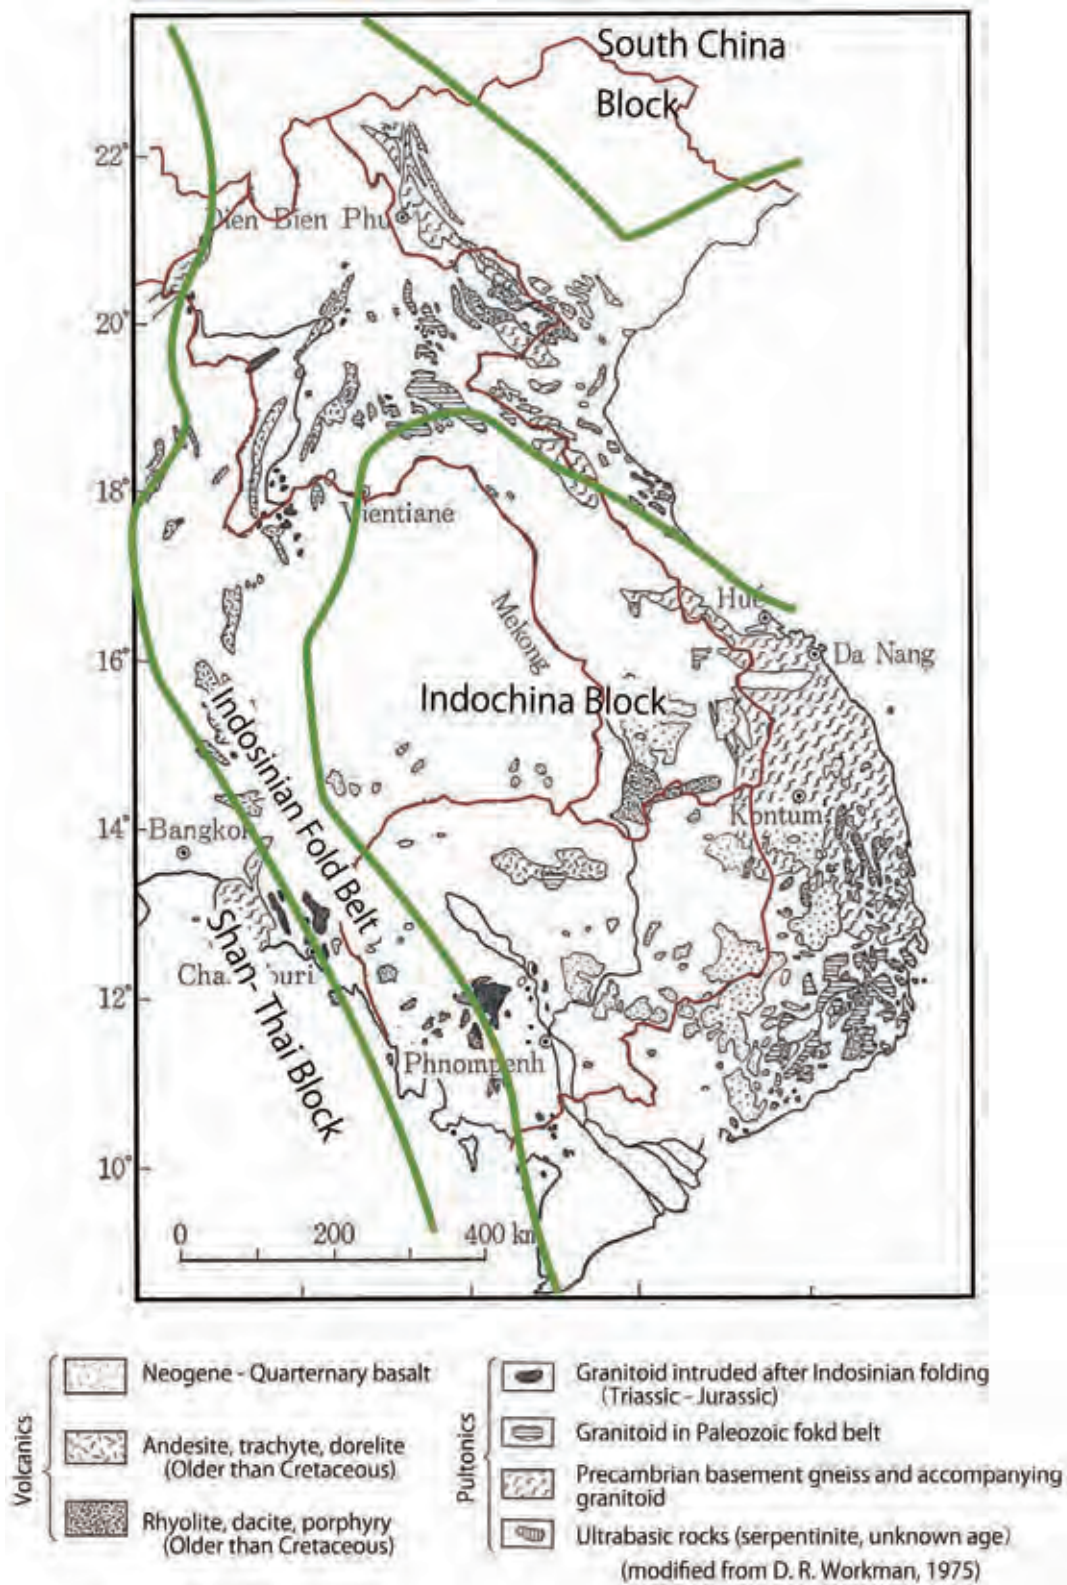 South China
Block
22°
Dien Bien Phu
20°
18°
Vientiane
Mekong
Hué
16°
Da Nang
Indochina Block
Indosinian Fold Belt
14°
Bangkok
Kontum
Shan-Thai Block
Cha. ouri
12°
Phnompenh
10°
0 200 400 km
Volcanics
Neogene - Quarternary basalt
Andesite, trachyte, dorelite
(Older than Cretaceous)
Rhyolite, dacite, porphyry
(Older than Cretaceous)
Pultonics
Granitoid intruded after Indosinian folding
(Triassic - Jurassic)
Granitoid in Paleozoic fokd belt
Precambrian basement gneiss and accompanying
granitoid
Ultrabasic rocks (serpentinite, unknown age)
(modified from D. R. Workman, 1975)